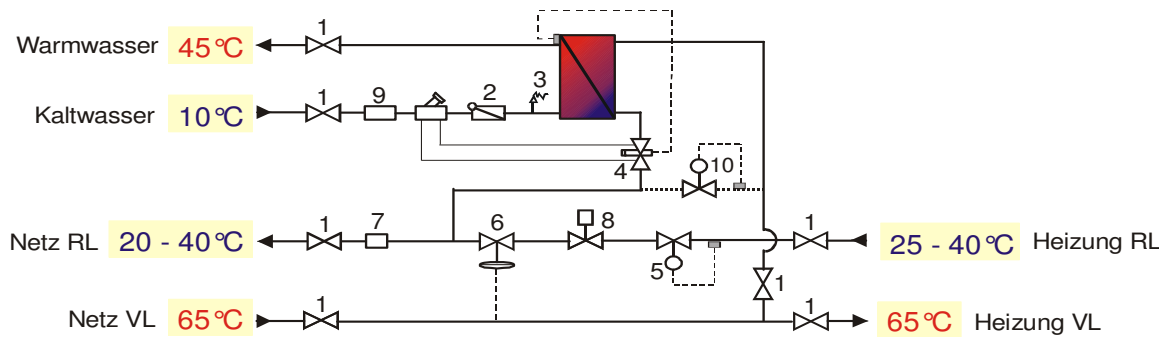 1
Warmwasser 45°C
3
1 9 2
Kaltwasser 10°C
4 10
1 7 6 8 1
Netz RL 20 - 40°C 25 - 40°C Heizung RL
5
1
1 1
Netz VL 65°C 65°C Heizung VL